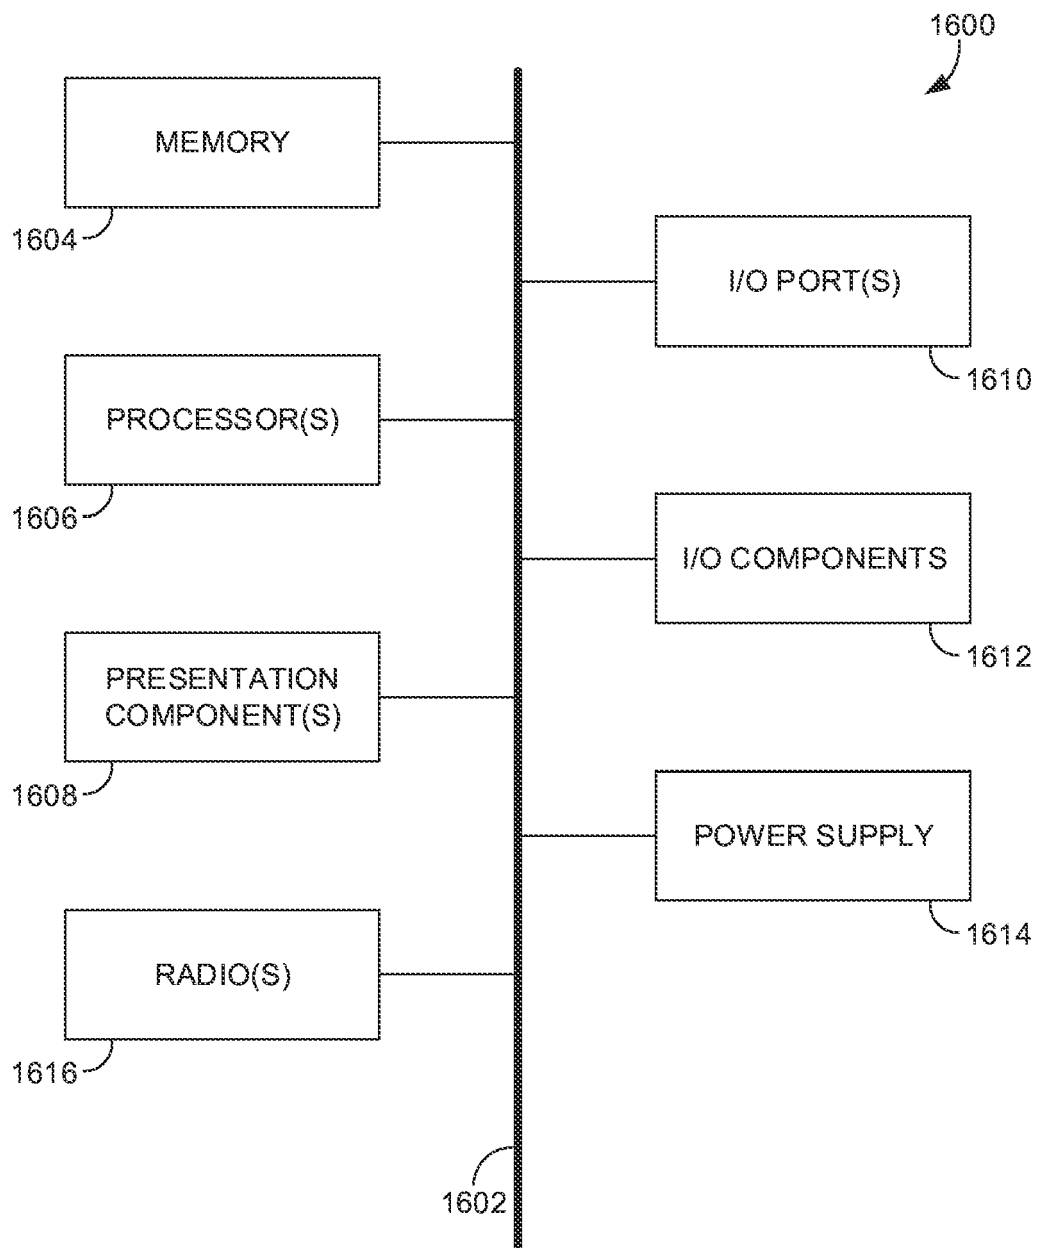 1600
MEMORY
1604
I/O PORT(S)
1610
PROCESSOR(S)
1606
I/O COMPONENTS
1612
PRESENTATION
COMPONENT(S)
1608
POWER SUPPLY
1614
RADIO(S)
1616
1602